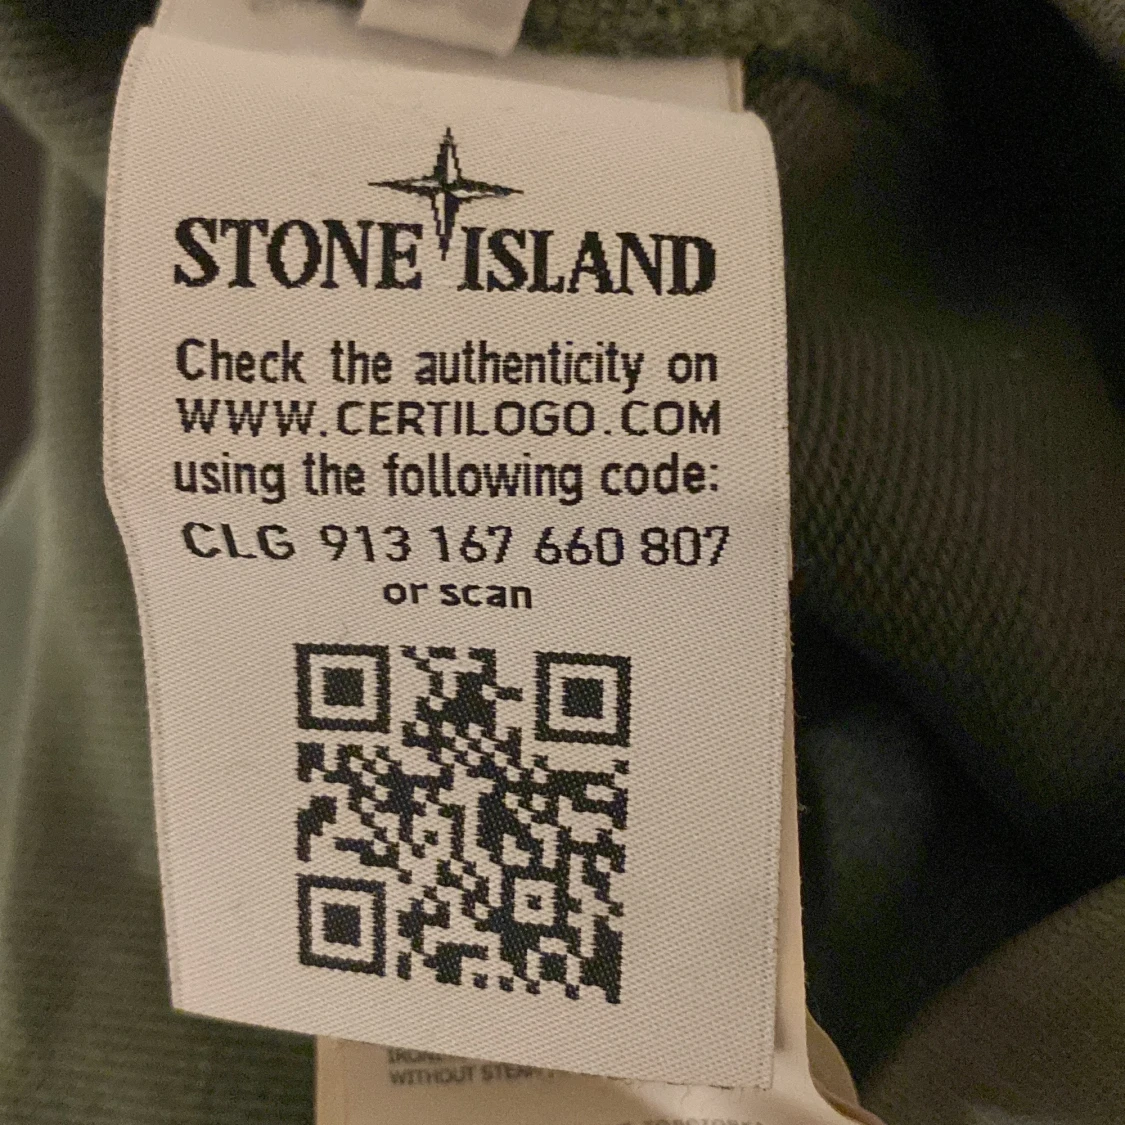 STONE ISLAND
Check the authenticity on
WWW.CERTILOGO.COM
using the following code:
CLG 913 167 660 807
or scan
WITHOUT